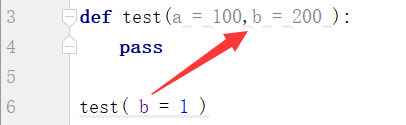 3 def test(a = 100,b = 200 ):
4 pass
5
6 test( b = 1 )